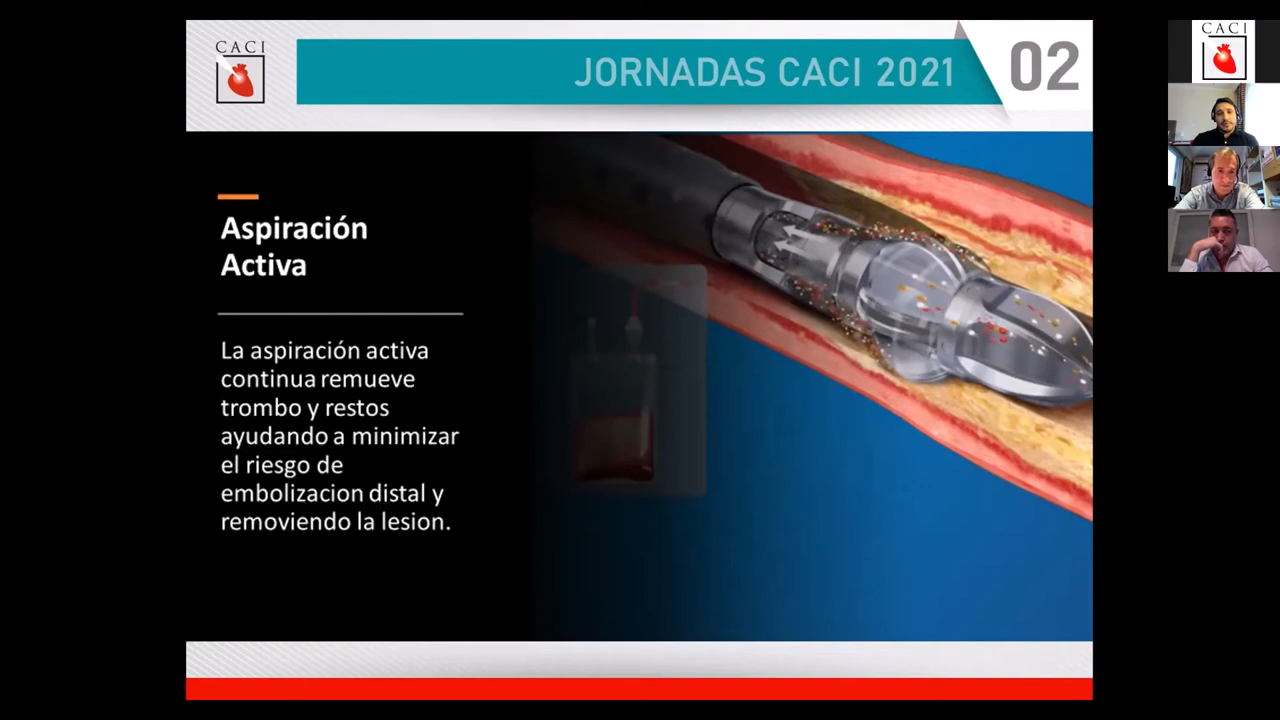 CACI
JORNADAS CACI 2021
02
CACI
Aspiración
Activa
La aspiración activa
continua remueve
trombo y restos
ayudando a minimizar
el riesgo de
embolizacion distal y
removiendo la lesion.